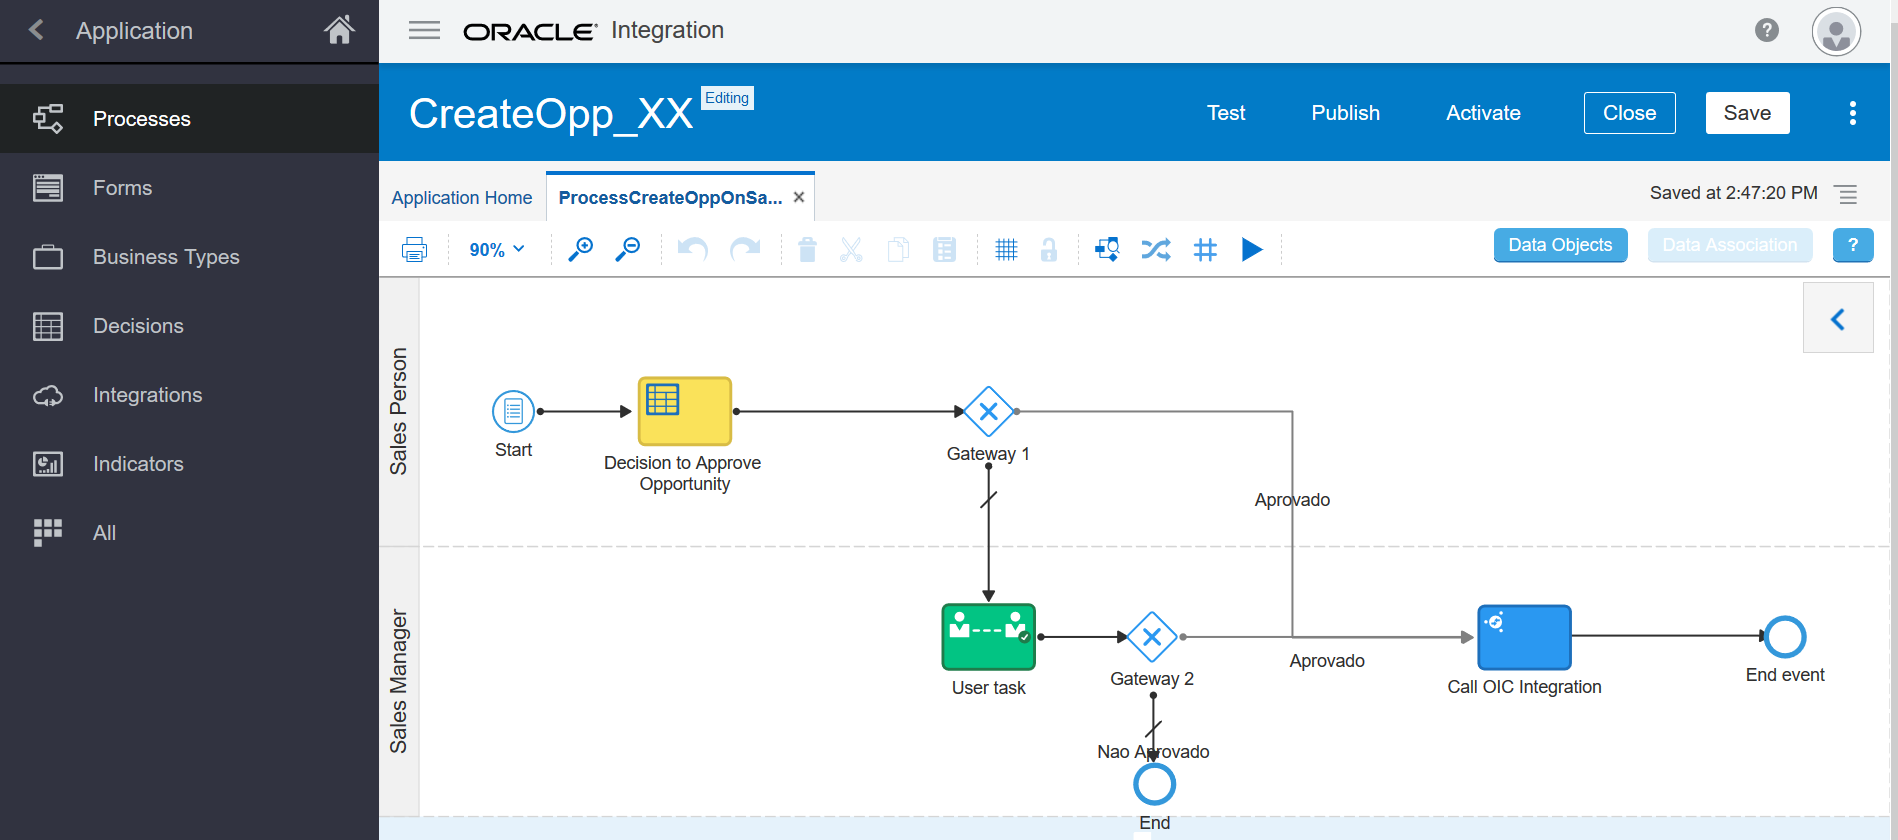 Application
ORACLE Integration
?
Processes
Forms
Business Types
Decisions
Integrations
Indicators
All
CreateOpp_XX
Editing
Test
Publish
Activate
Close
Save
Application Home
ProcessCreateOppOnSa...
Saved at 2:47:20 PM
90%
Data Objects
Data Association
?
Sales Person
Start
Decision to Approve
Opportunity
Gateway 1
Aprovado
Sales Manager
User task
Gateway 2
Aprovado
Call OIC Integration
End event
Nao Aprovado
End